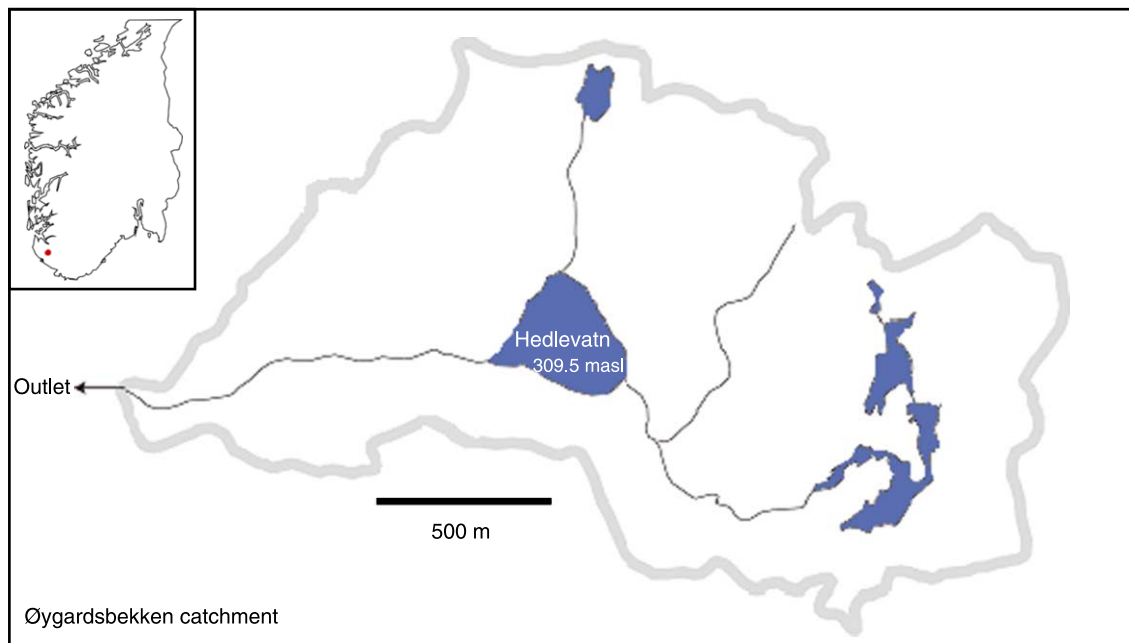 Hedlevatn
309.5 masl
Outlet
500 m
Øygardsbekken catchment